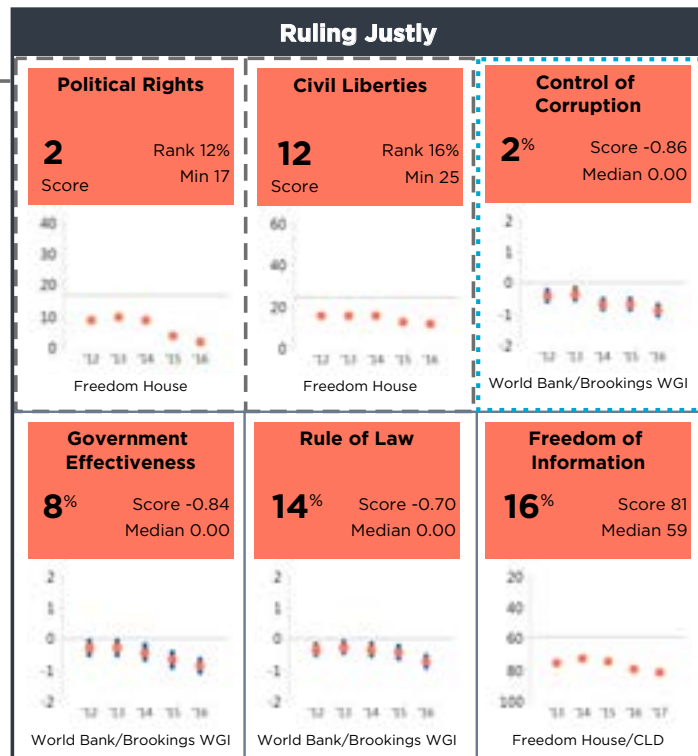 Ruling Justly
Political Rights
2
Score
Rank 12%
Min 17
40
30
20
10
0
'12 '13 '14 '15 '16
Freedom House
Civil Liberties
12
Score
Rank 16%
Min 25
60
40
20
0
'12 '13 '14 '15 '16
Freedom House
Control of
Corruption
2%
Score -0.86
Median 0.00
2
1
0
-1
-2
'12 '13 '14 '15 '16
World Bank/Brookings WGI
Government
Effectiveness
8%
Score -0.84
Median 0.00
2
1
0
-1
-2
'12 '13 '14 '15 '16
World Bank/Brookings WGI
Rule of Law
14%
Score -0.70
Median 0.00
2
1
0
-1
-2
'12 '13 '14 '15 '16
World Bank/Brookings WGI
Freedom of
Information
16%
Score 81
Median 59
20
40
60
80
100
'13 '14 '15 '16 '17
Freedom House/CLD